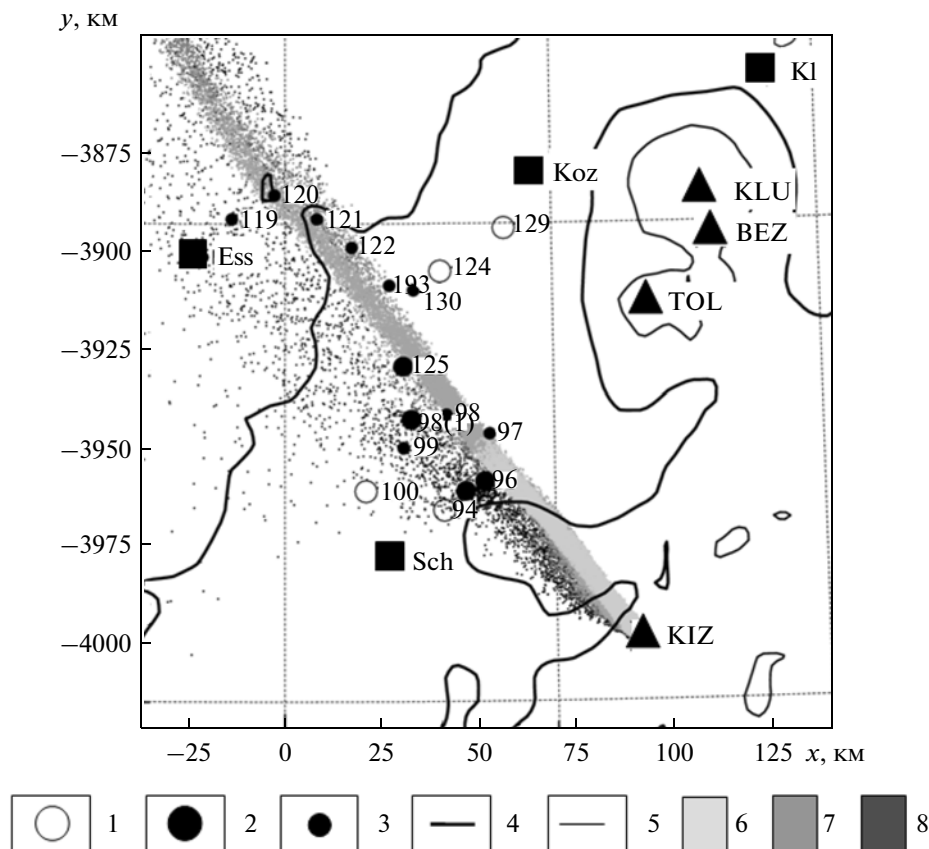 y, км
Kl
−3875
Koz
KLU
120
119
121
129
BEZ
−3900
Ess
122
124
193
130
TOL
−3925
125
98
98(1)
97
−3950
99
96
100
94
−3975
Sch
−4000
KIZ
−25 0 25 50 75 100 125 x, км
1 2 3 4 5 6 7 8